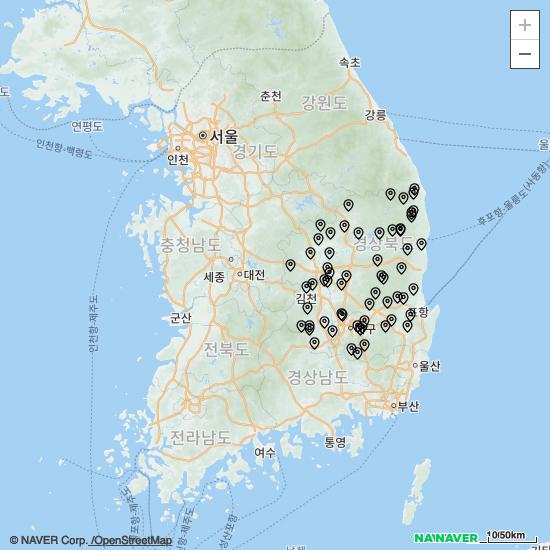 +
−
속초
춘천
강원도
강릉
도
연평도
서울
인천
경기도
인천항-백령도
울
후포항-울릉도(사동항)
충청남도
경상북도
세종
대전
김천
인천항-제주도
군산
포항
구
전북도
경상남도
울산
부산
전라남도
여수
통영
© NAVER Corp. /OpenStreetMap
NAVER
10/50km